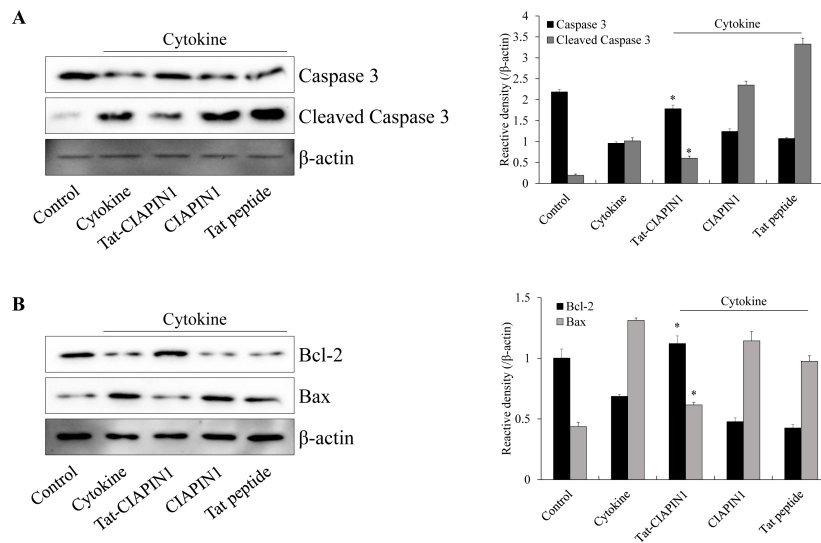 A
Cytokine
Caspase 3
Cleaved Caspase 3
β-actin
Control
Cytokine
Tat-CIAPIN1
CIAPIN1
Tat peptide
Reactive density (/β-actin)
4
3.5
3
2.5
2
1.5
1
0.5
0
Caspase 3
Cleaved Caspase 3
Cytokine
*
*
Control
Cytokine
Tat-CIAPIN1
CIAPIN1
Tat peptide
B
Cytokine
Bcl-2
Bax
β-actin
Control
Cytokine
Tat-CIAPIN1
CIAPIN1
Tat peptide
Reactive density (/β-actin)
1.5
1
0.5
0
Bcl-2
Bax
Cytokine
*
*
Control
Cytokine
Tat-CIAPIN1
CIAPIN1
Tat peptide